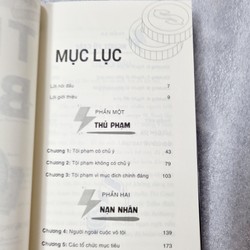 MỤC LỤC
Lời nói đầu 7
Lời giới thiệu 9
PHẦN MỘT
THỦ PHẠM
Chương 1: Tội phạm có chủ ý 43
Chương 2: Tội phạm không có chủ ý 79
Chương 3: Tội phạm vì mục đích chính đáng 103
PHẦN HAI
NẠN NHÂN
Chương 4: Người ngoài cuộc vô tội 139
Chương 5: Các tổ chức mục tiêu 173